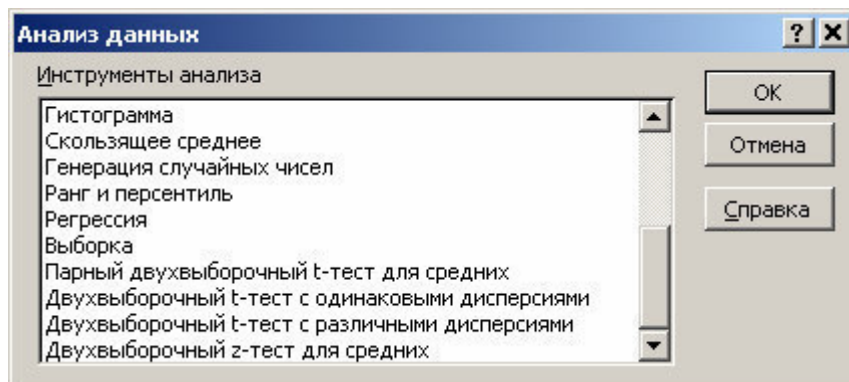 Анализ данных
Инструменты анализа
Гистограмма
Скользящее среднее
Генерация случайных чисел
Ранг и персентиль
Регрессия
Выборка
Парный двухвыборочный t-тест для средних
Двухвыборочный t-тест с одинаковыми дисперсиями
Двухвыборочный t-тест с различными дисперсиями
Двухвыборочный z-тест для средних
ОК
Отмена
Справка